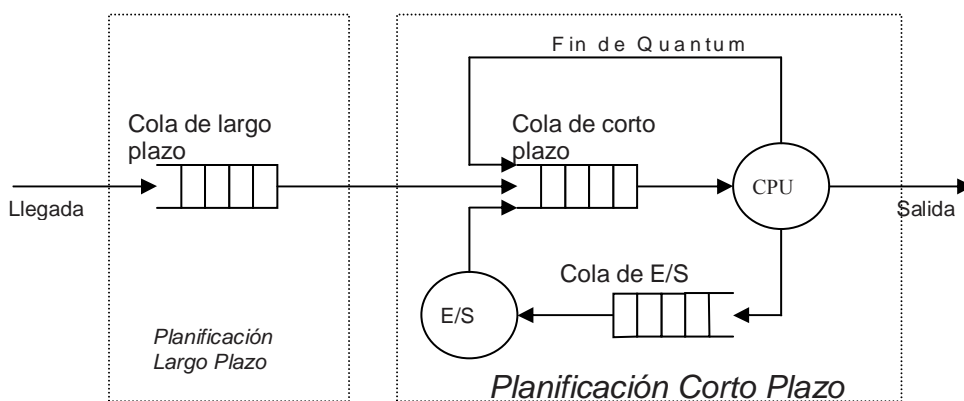 Fin de Quantum
Cola de largo
plazo
Cola de corto
plazo
CPU
Llegada
Salida
Cola de E/S
E/S
Planificación
Largo Plazo
Planificación Corto Plazo